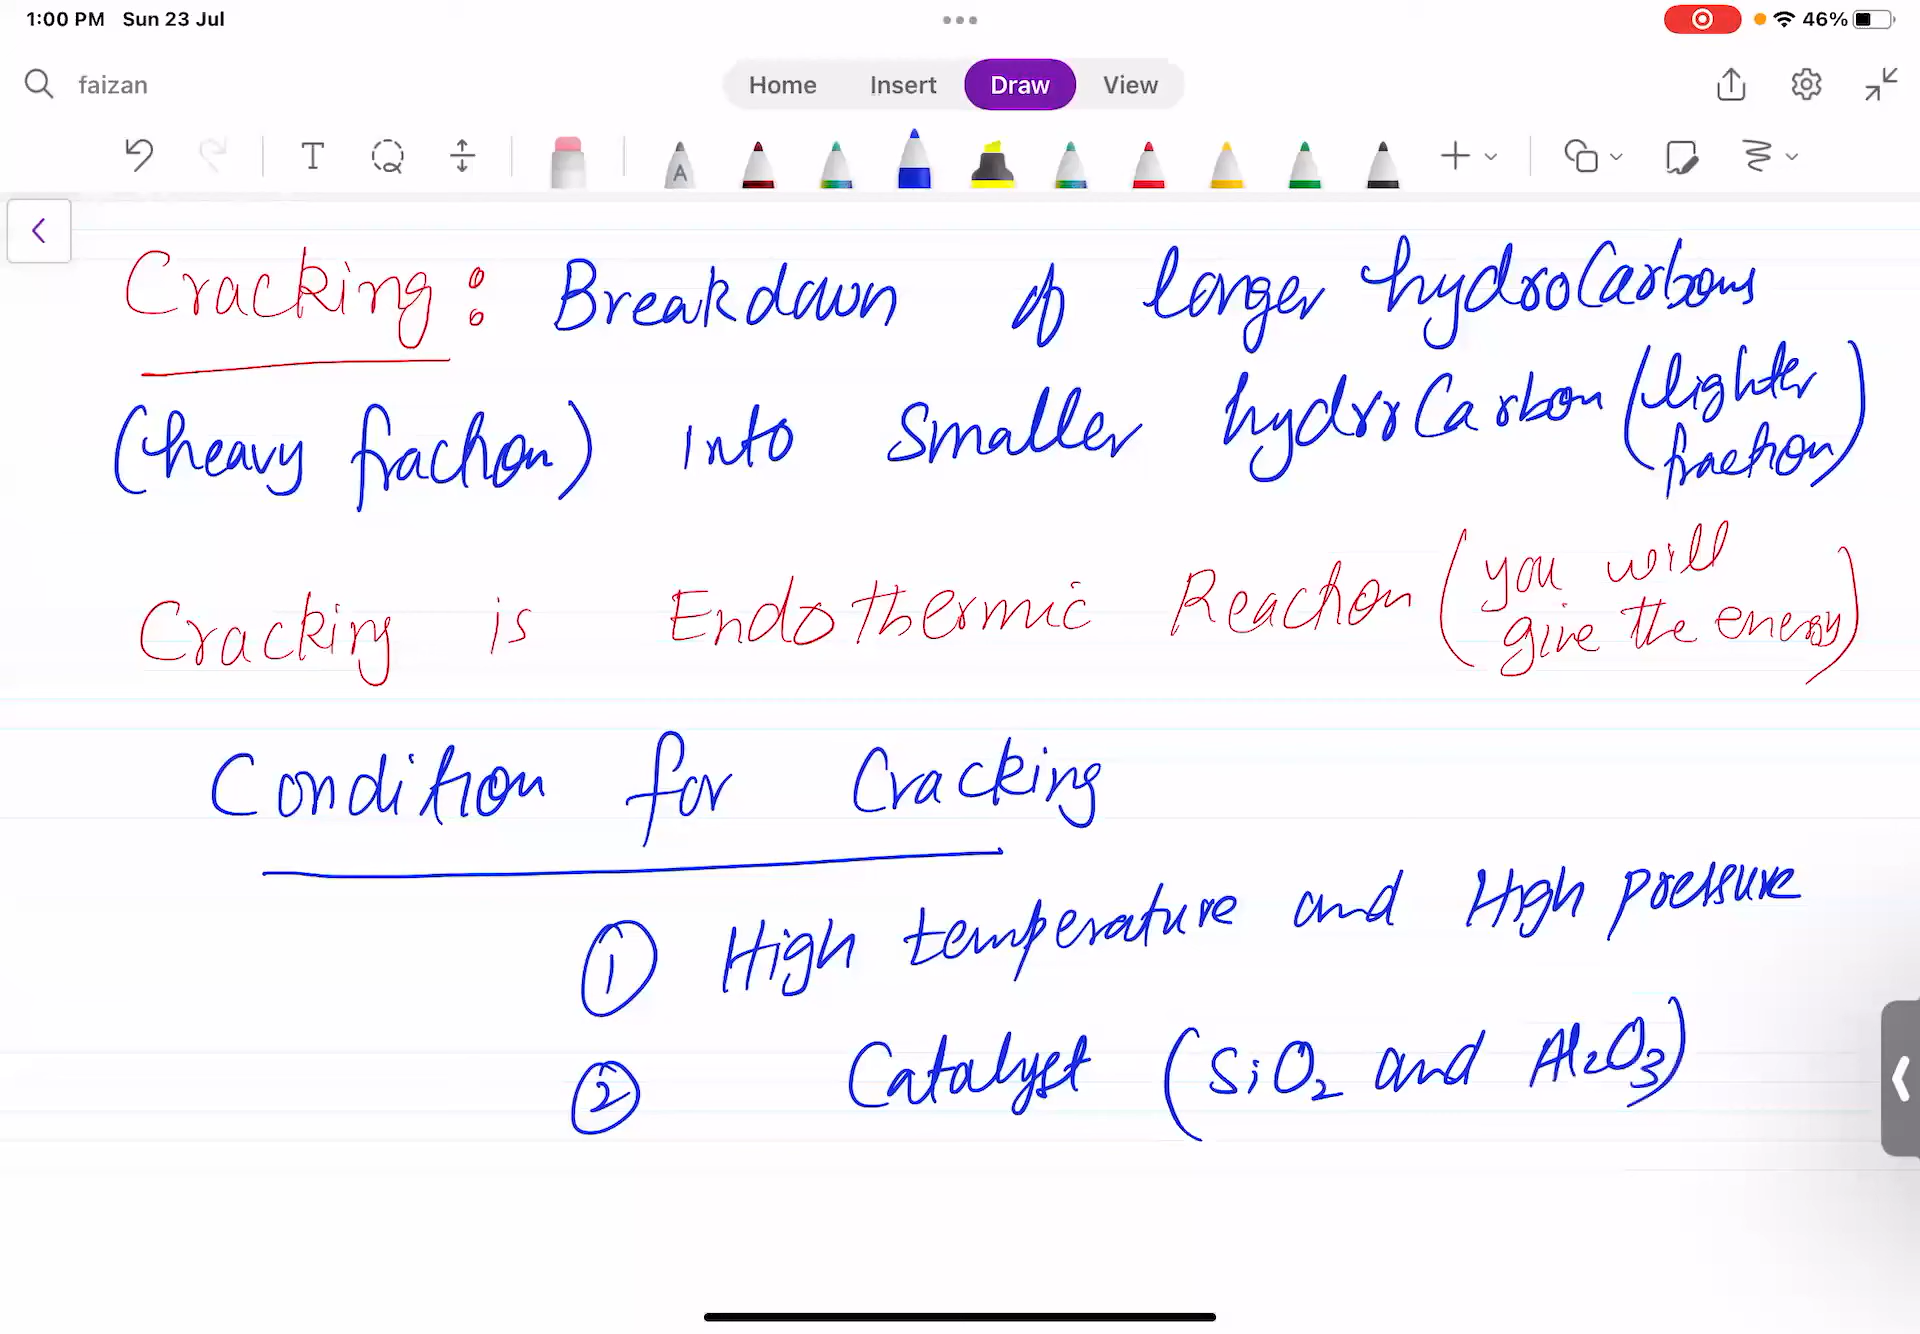 1:00 PM Sun 23 Jul
46%
faizan
Home Insert Draw View
T
A
Cracking: Breakdown of larger hydrocarbons
(heavy fraction) into smaller hydrocarbon (lighter fraction)
Cracking is Endothermic Reaction (you will give the energy)
Condition for Cracking
① High temperature and High pressure
② Catalyst (SiO₂ and Al₂O₃)